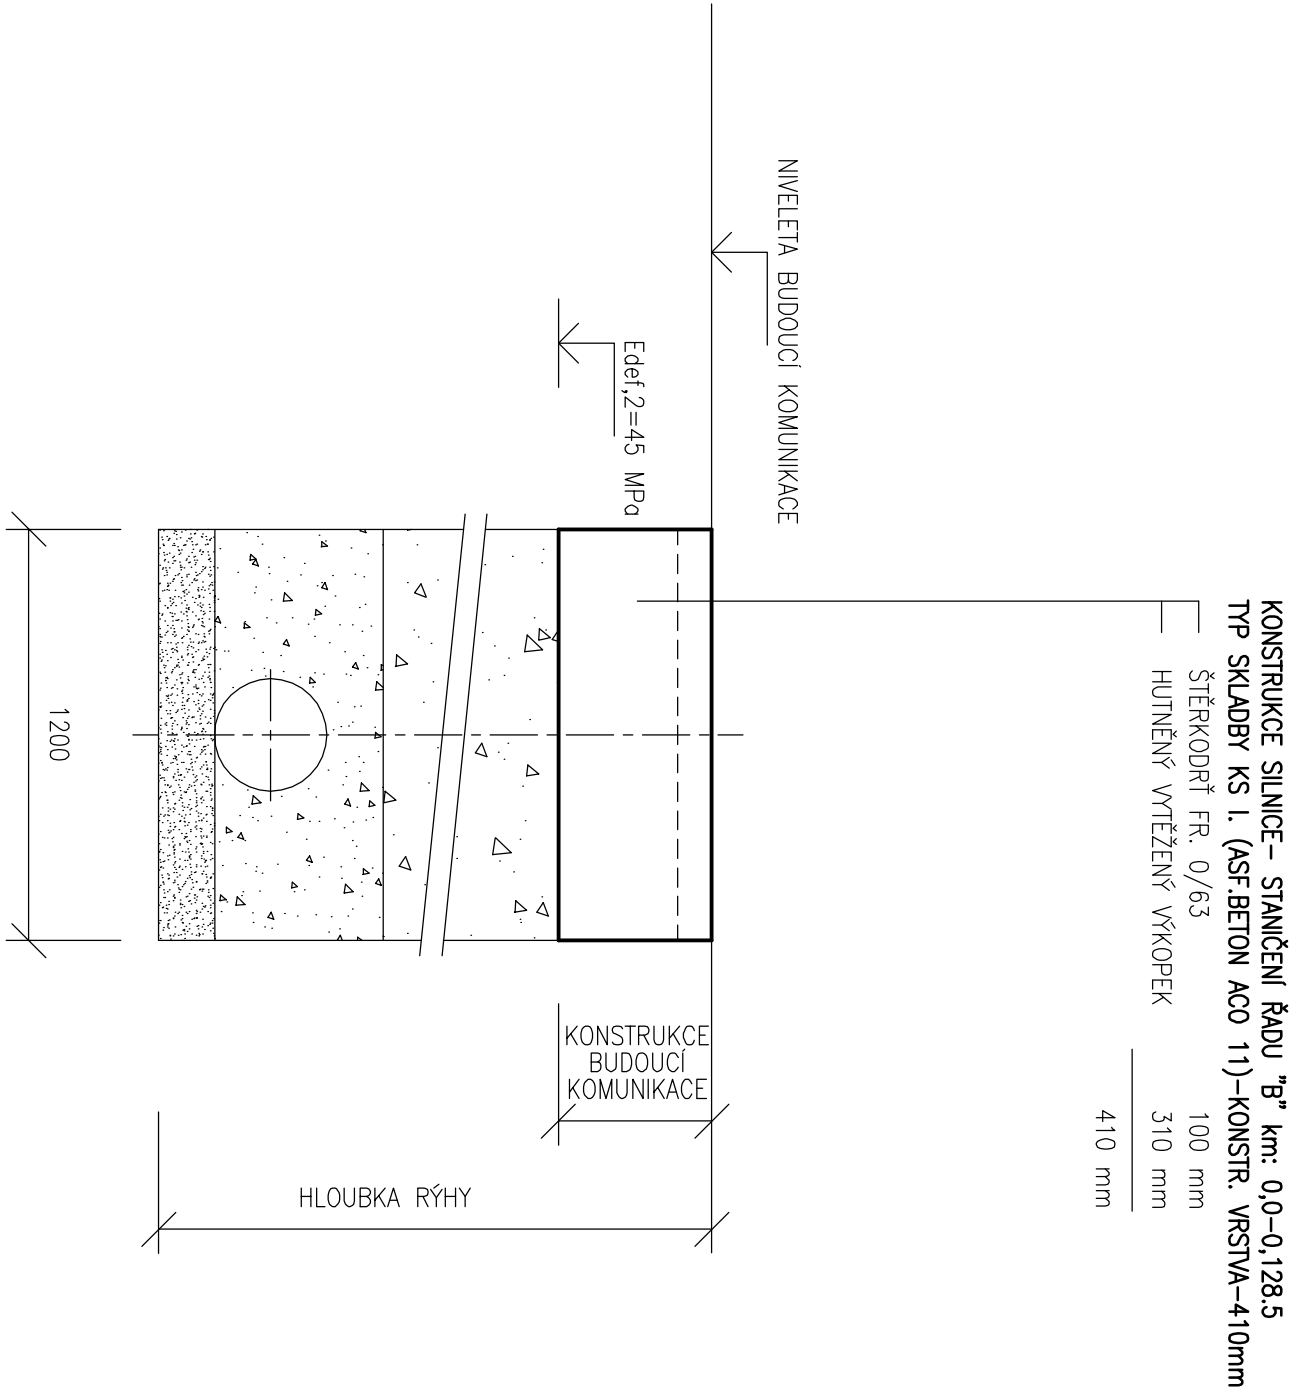 KONSTRUKCE SILNICE- STANIČENÍ ŘADU "B" km: 0,0-0,128.5
TYP SKLADBY KS I. (ASF.BETON ACO 11)-KONSTR. VRSTVA-410mm
ŠTĚRKODRŤ FR. 0/63 100 mm
HUTNĚNÝ VYTĚŽENÝ VÝKOPEK 310 mm
410 mm
NIVELETA BUDOUCÍ KOMUNIKACE
Edef,2=45 MPa
KONSTRUKCE
BUDOUCÍ
KOMUNIKACE
HLOUBKA RÝHY
1200